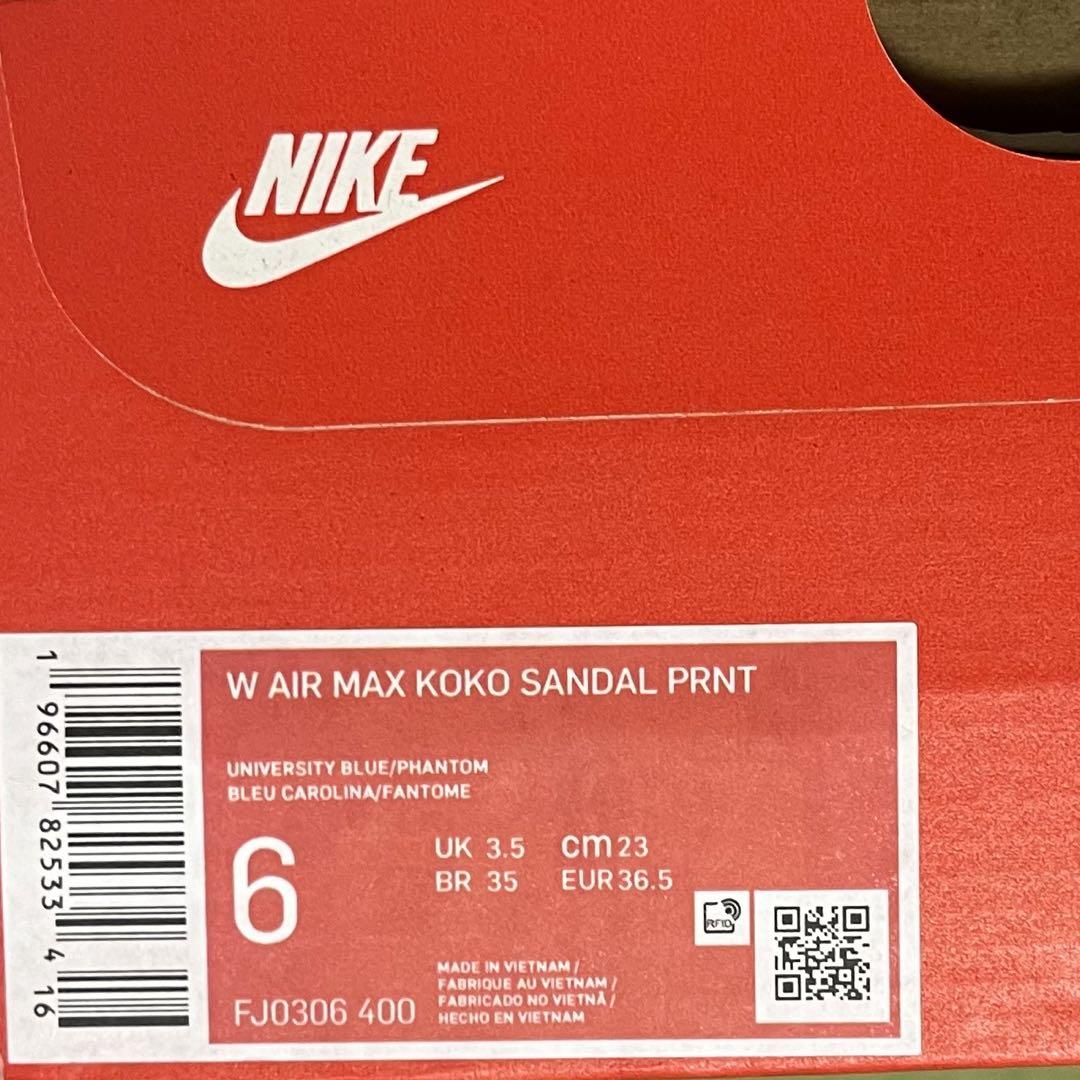 NIKE
W AIR MAX KOKO SANDAL PRNT
UNIVERSITY BLUE/PHANTOM
BLEU CAROLINA/FANTOME
6
UK 3.5 cm 23
BR 35 EUR 36.5
RFID
MADE IN VIETNAM /
FABRIQUE AU VIETNAM /
FABRICADO NO VIETNÃ /
HECHO EN VIETNAM
FJ0306 400
1 96607 82533 4 16